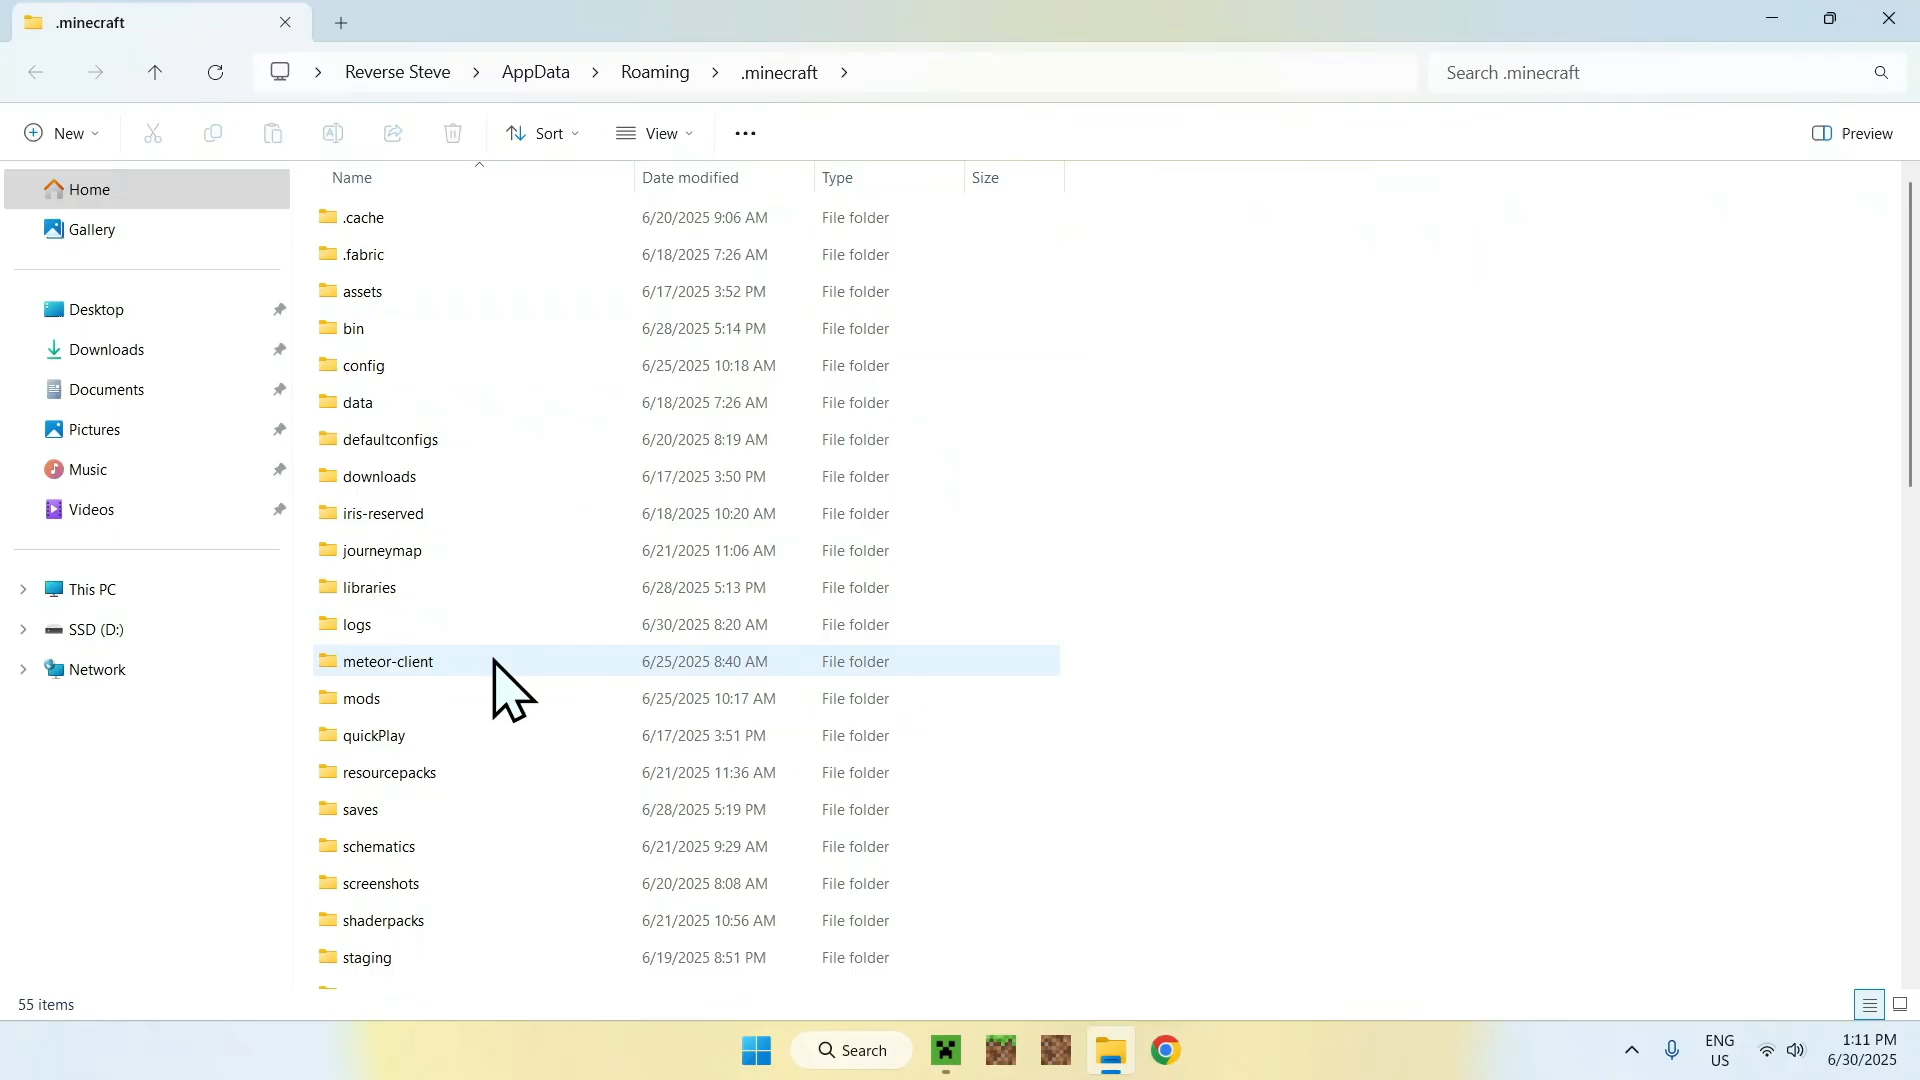 .minecraft
Reverse Steve
AppData
Roaming
.minecraft
Search .minecraft
New
Sort
View
Preview
Home
Gallery
Desktop
Downloads
Documents
Pictures
Music
Videos
This PC
SSD (D:)
Network
Name Date modified Type Size
.cache 6/20/2025 9:06 AM File folder
.fabric 6/18/2025 7:26 AM File folder
assets 6/17/2025 3:52 PM File folder
bin 6/28/2025 5:14 PM File folder
config 6/25/2025 10:18 AM File folder
data 6/18/2025 7:26 AM File folder
defaultconfigs 6/20/2025 8:19 AM File folder
downloads 6/17/2025 3:50 PM File folder
iris-reserved 6/18/2025 10:20 AM File folder
journeymap 6/21/2025 11:06 AM File folder
libraries 6/28/2025 5:13 PM File folder
logs 6/30/2025 8:20 AM File folder
meteor-client 6/25/2025 8:40 AM File folder
mods 6/25/2025 10:17 AM File folder
quickPlay 6/17/2025 3:51 PM File folder
resourcepacks 6/21/2025 11:36 AM File folder
saves 6/28/2025 5:19 PM File folder
schematics 6/21/2025 9:29 AM File folder
screenshots 6/20/2025 8:08 AM File folder
shaderpacks 6/21/2025 10:56 AM File folder
staging 6/19/2025 8:51 PM File folder
55 items
Search
ENG
US
1:11 PM
6/30/2025